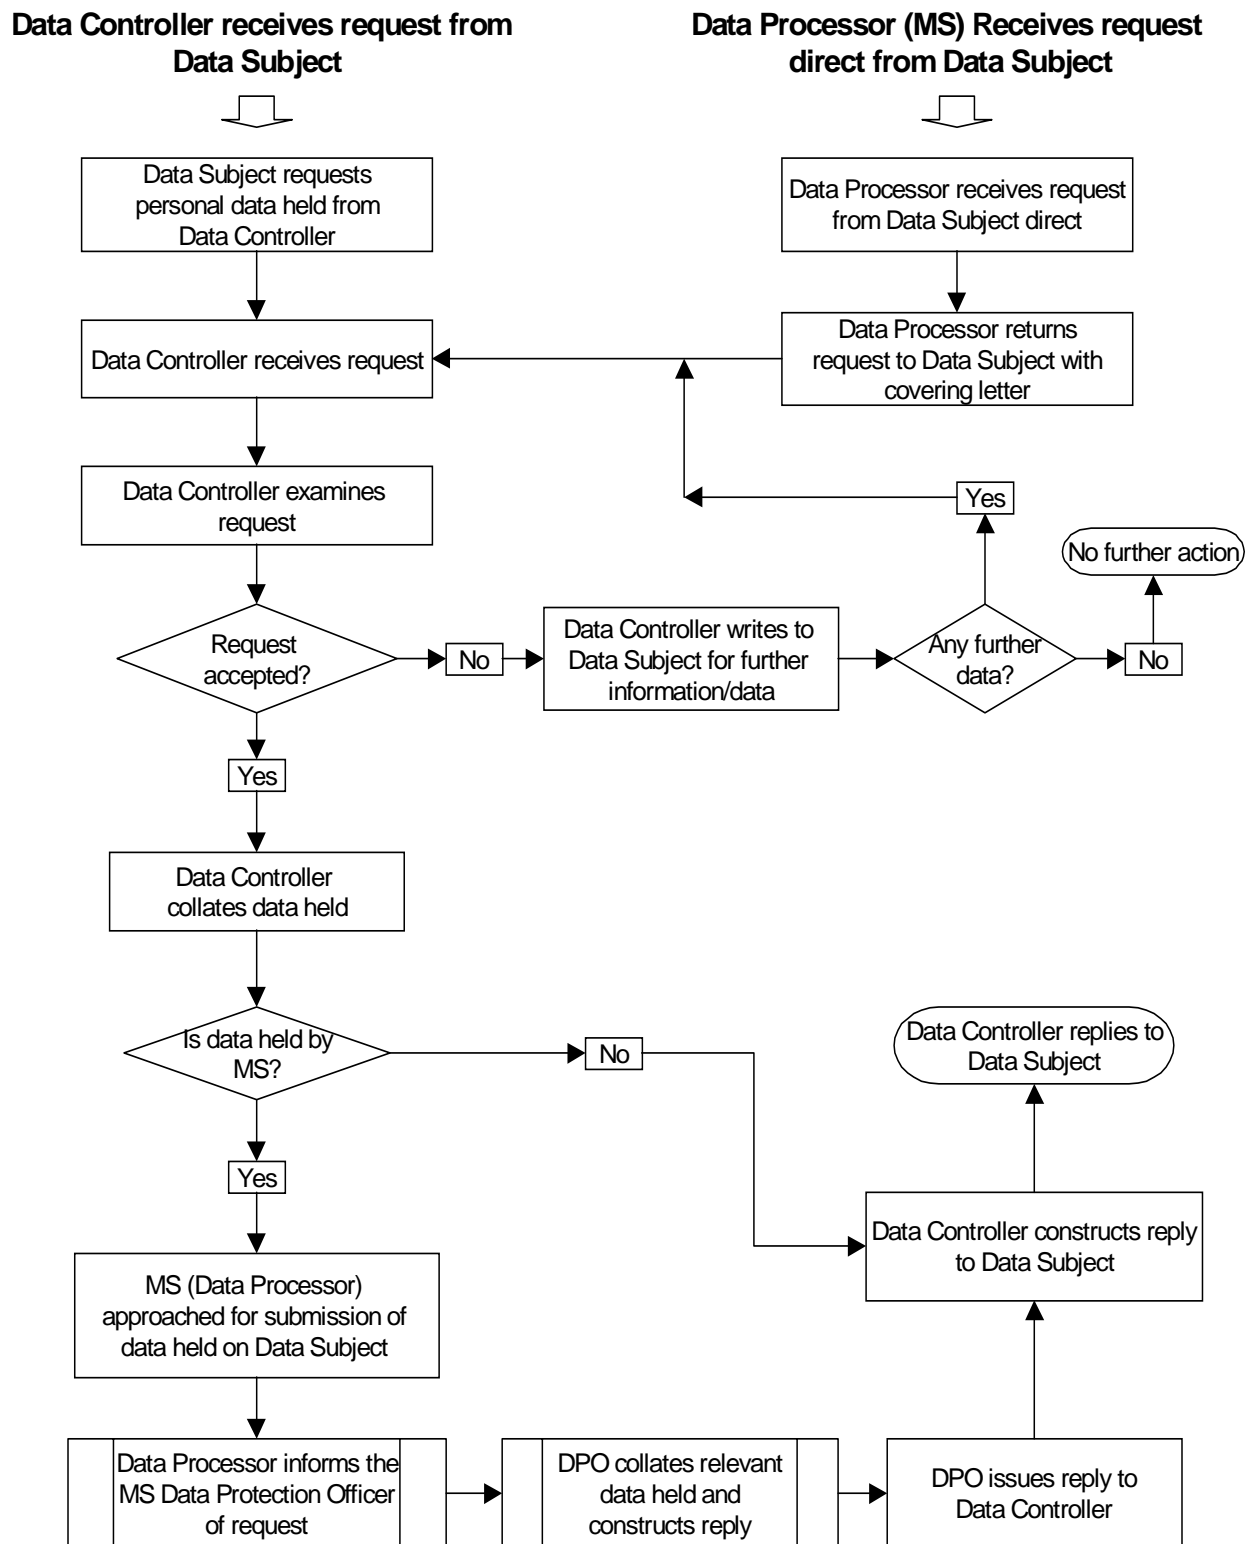 Data Controller receives request from
Data Subject
Data Processor (MS) Receives request
direct from Data Subject
Data Subject requests
personal data held from
Data Controller
Data Processor receives request
from Data Subject direct
Data Controller receives request
Data Processor returns
request to Data Subject with
covering letter
Data Controller examines
request
Yes
No further action
Request
accepted?
No
Data Controller writes to
Data Subject for further
information/data
Any further
data?
No
Yes
Data Controller
collates data held
Is data held by
MS?
No
Data Controller replies to
Data Subject
Yes
Data Controller constructs reply
to Data Subject
MS (Data Processor)
approached for submission of
data held on Data Subject
Data Processor informs the
MS Data Protection Officer
of request
DPO collates relevant
data held and
constructs reply
DPO issues reply to
Data Controller